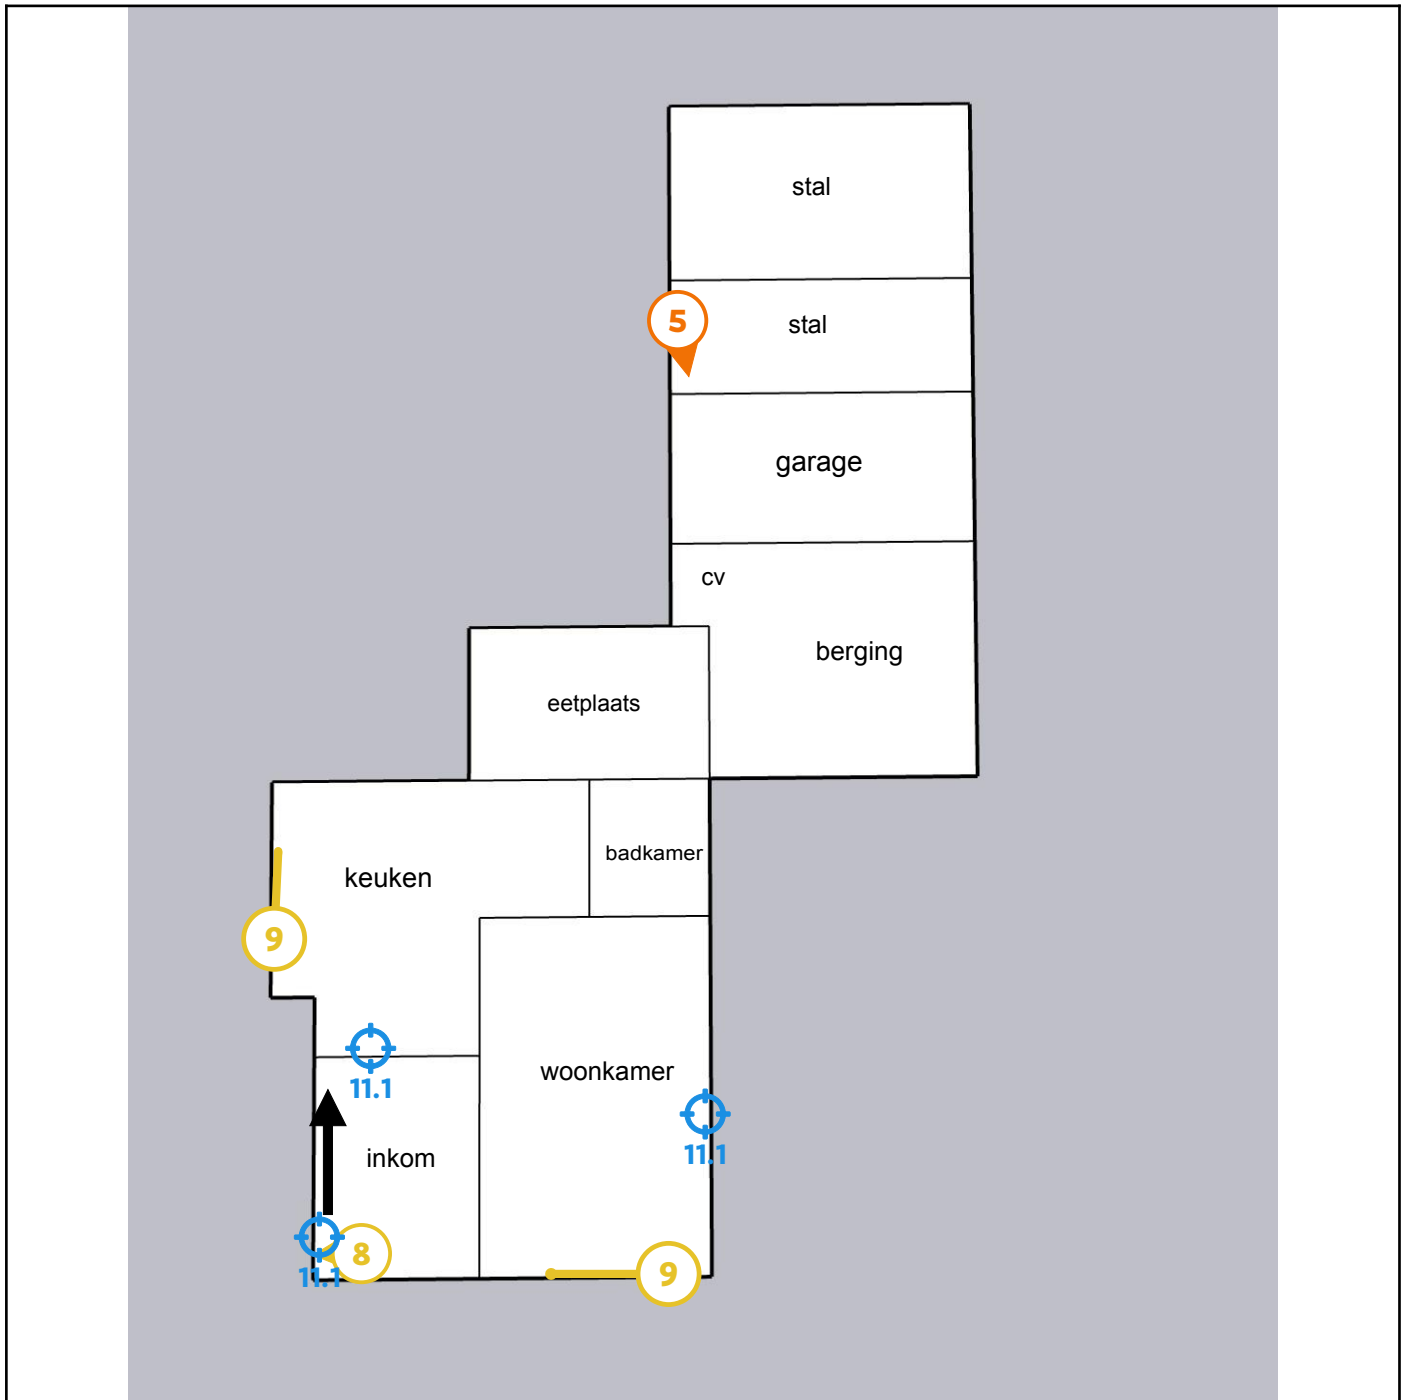 stal
5
stal
garage
cv
berging
eetplaats
badkamer
keuken
9
11.1
woonkamer
11.1
inkom
8
11.1
9